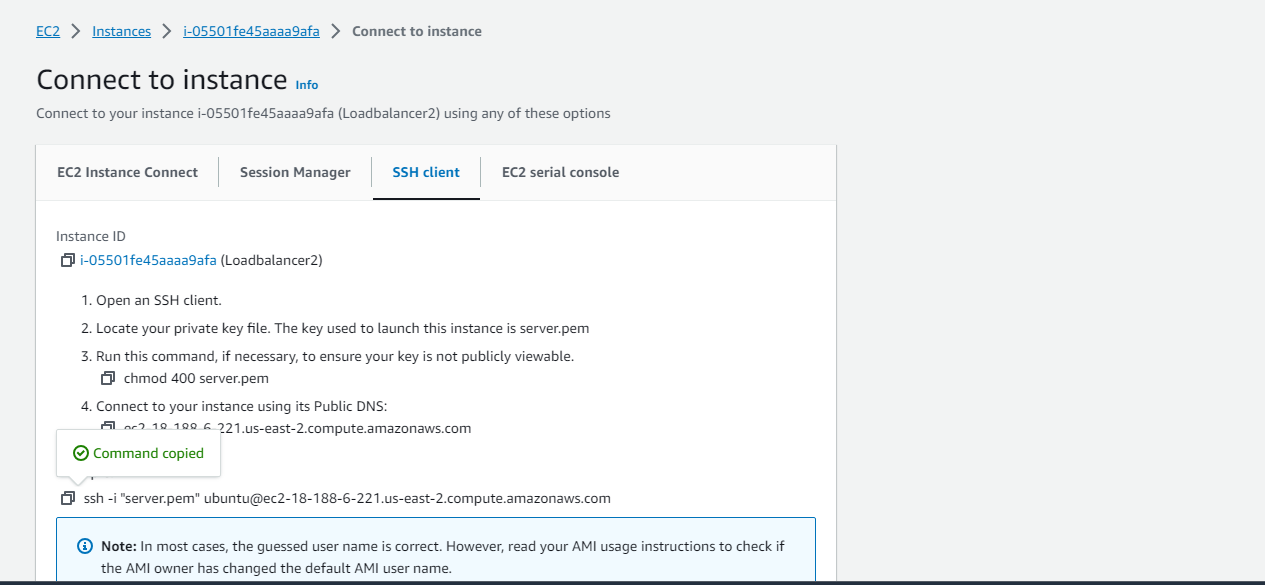 EC2 > Instances > i-05501fe45aaaa9afa > Connect to instance
Connect to instance Info
Connect to your instance i-05501fe45aaaa9afa (Loadbalancer2) using any of these options
EC2 Instance Connect Session Manager SSH client EC2 serial console
Instance ID
i-05501fe45aaaa9afa (Loadbalancer2)
1. Open an SSH client.
2. Locate your private key file. The key used to launch this instance is server.pem
3. Run this command, if necessary, to ensure your key is not publicly viewable.
chmod 400 server.pem
4. Connect to your instance using its Public DNS:
ec2-18-188-6-221.us-east-2.compute.amazonaws.com
Command copied
ssh -i "server.pem" ubuntu@ec2-18-188-6-221.us-east-2.compute.amazonaws.com
Note: In most cases, the guessed user name is correct. However, read your AMI usage instructions to check if
the AMI owner has changed the default AMI user name.